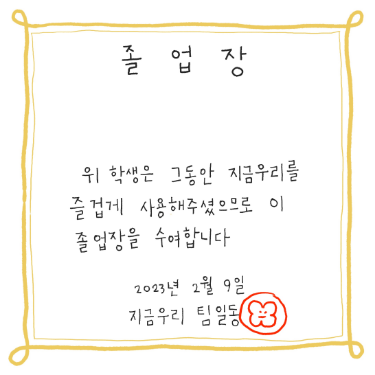 졸 업 장
위 학생은 그동안 지금우리를
즐겁게 사용해주셨으므로 이
졸업장을 수여합니다
2023년 2월 9일
지금우리 팀일동